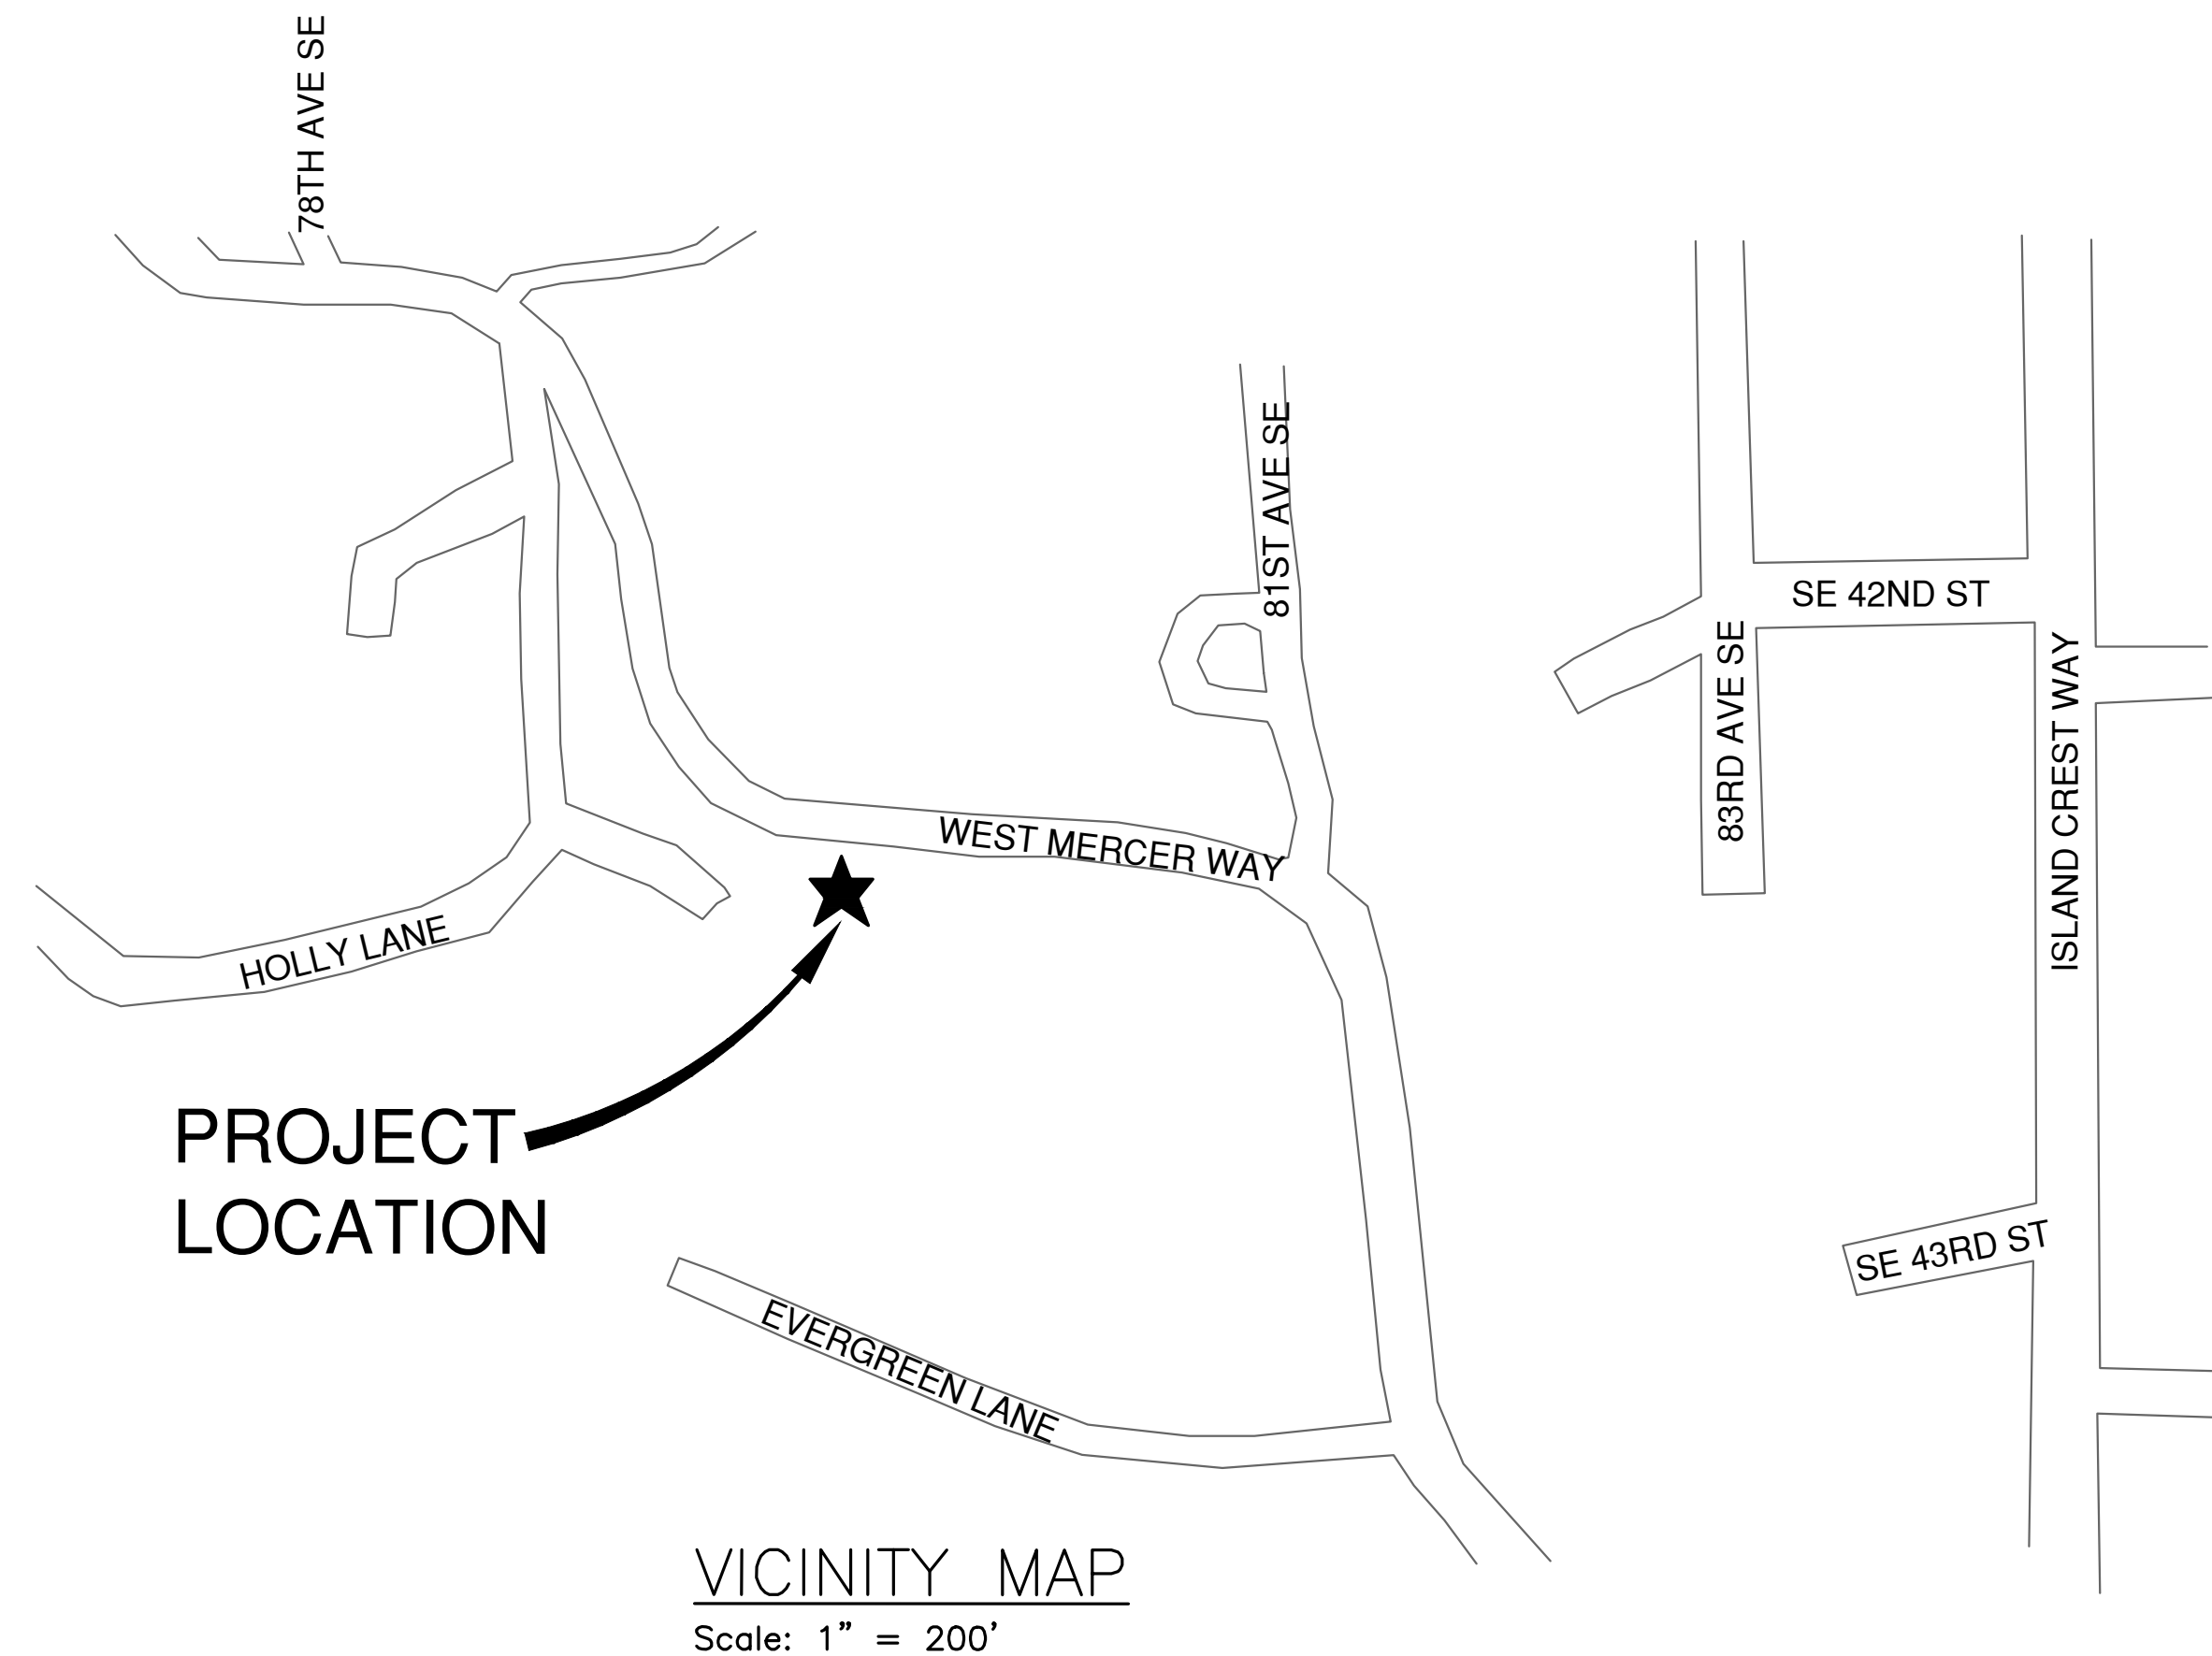 78TH AVE SE
81ST AVE SE
SE 42ND ST
83RD AVE SE
ISLAND CREST WAY
WEST MERCER WAY
HOLLY LANE
PROJECT
LOCATION
SE 43RD ST
EVERGREEN LANE
VICINITY MAP
Scale: 1" = 200'